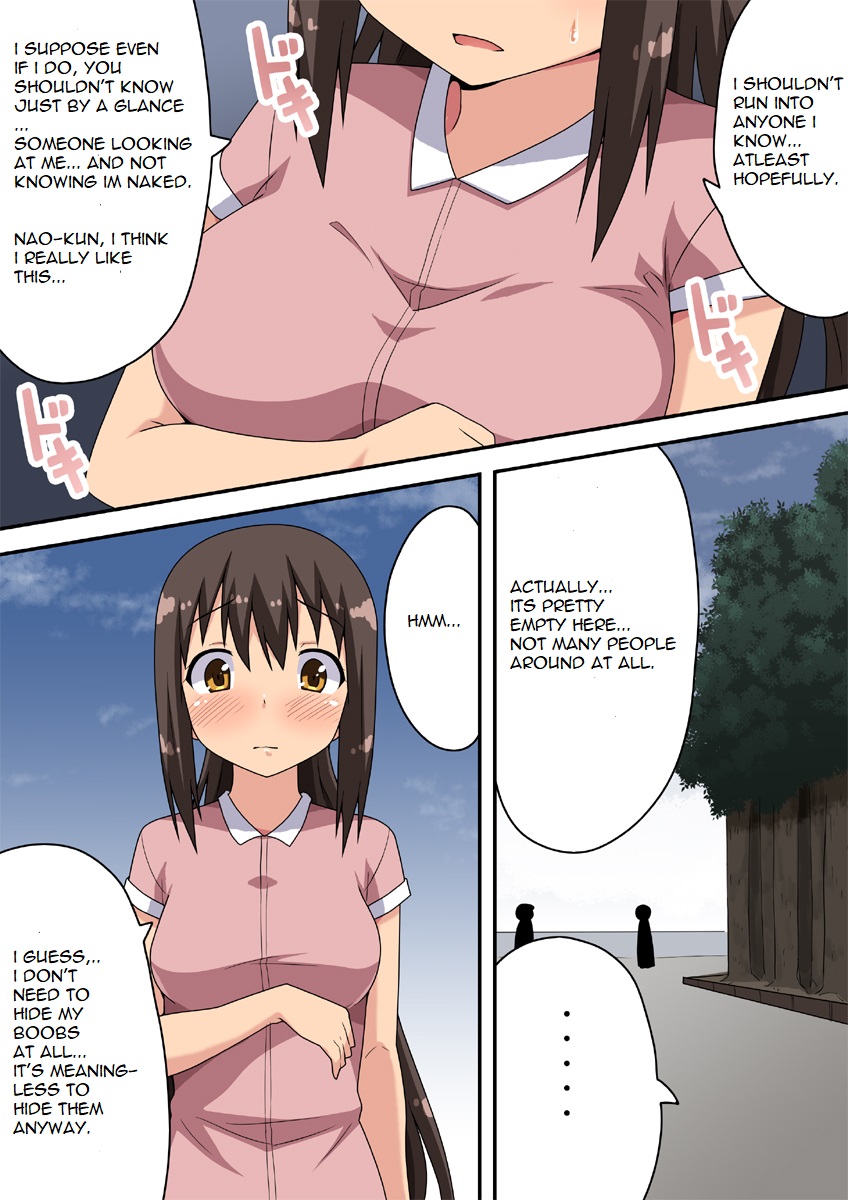 I SHOULDN'T
RUN INTO
ANYONE I
KNOW...
ATLEAST
HOPEFULLY.
I SUPPOSE EVEN
IF I DO, YOU
SHOULDN'T KNOW
JUST BY A GLANCE
...
SOMEONE LOOKING
AT ME... AND NOT
KNOWING IM NAKED.
NAO-KUN, I THINK
I REALLY LIKE
THIS...
ドキ
ドキ
ドキ
ACTUALLY...
ITS PRETTY
EMPTY HERE...
NOT MANY PEOPLE
AROUND AT ALL.
.....
HMM...
I GUESS,..
I DON'T
NEED TO
HIDE MY
BOOBS
AT ALL...
IT'S MEANING-
LESS TO
HIDE THEM
ANYWAY.